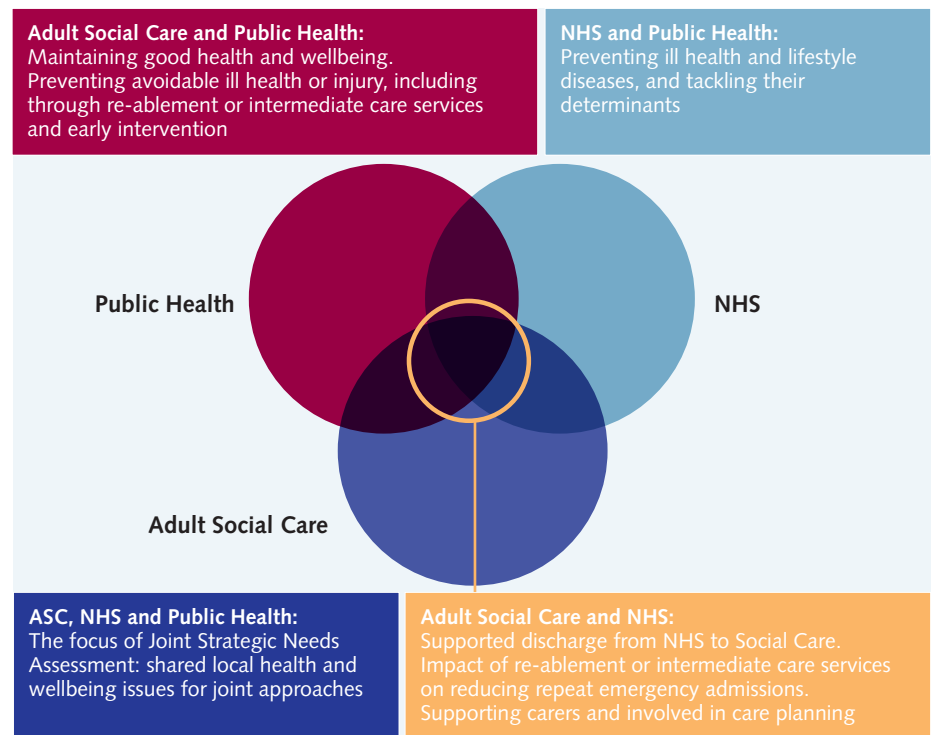 Adult Social Care and Public Health:
Maintaining good health and wellbeing.
Preventing avoidable ill health or injury, including
through re-ablement or intermediate care services
and early intervention
NHS and Public Health:
Preventing ill health and lifestyle
diseases, and tackling their
determinants
Public Health
NHS
Adult Social Care
ASC, NHS and Public Health:
The focus of Joint Strategic Needs
Assessment: shared local health and
wellbeing issues for joint approaches
Adult Social Care and NHS:
Supported discharge from NHS to Social Care.
Impact of re-ablement or intermediate care services
on reducing repeat emergency admissions.
Supporting carers and involved in care planning